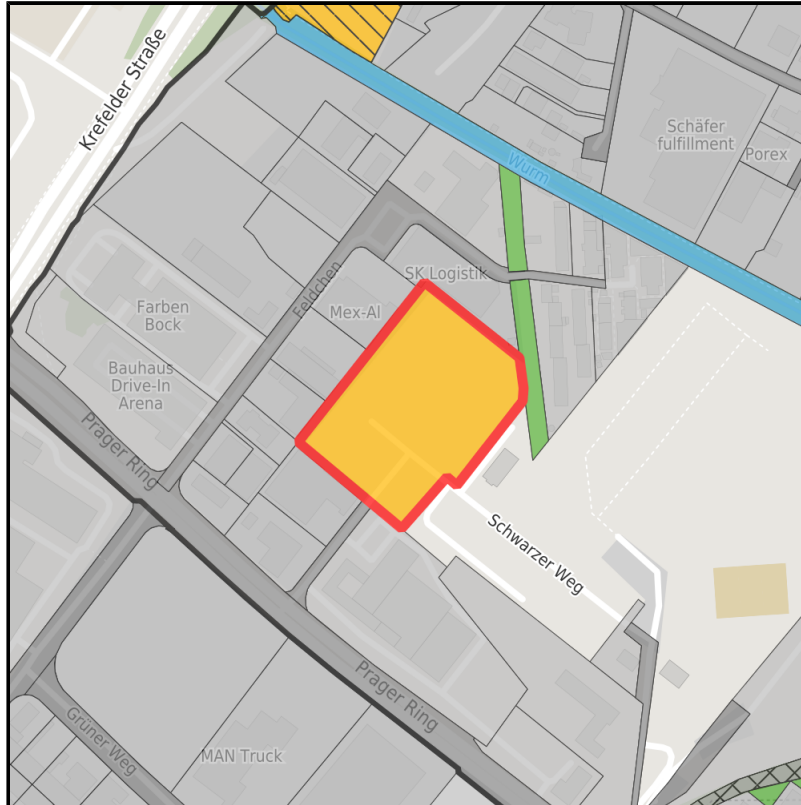 Krefelder Straße
Wurm
Schäfer
fulfillment
Porex
Feldchen
SK Logistik
Mex-Al
Farben
Bock
Bauhaus
Drive-In
Arena
Prager Ring
Schwarzer Weg
Prager Ring
Grüner Weg
MAN Truck